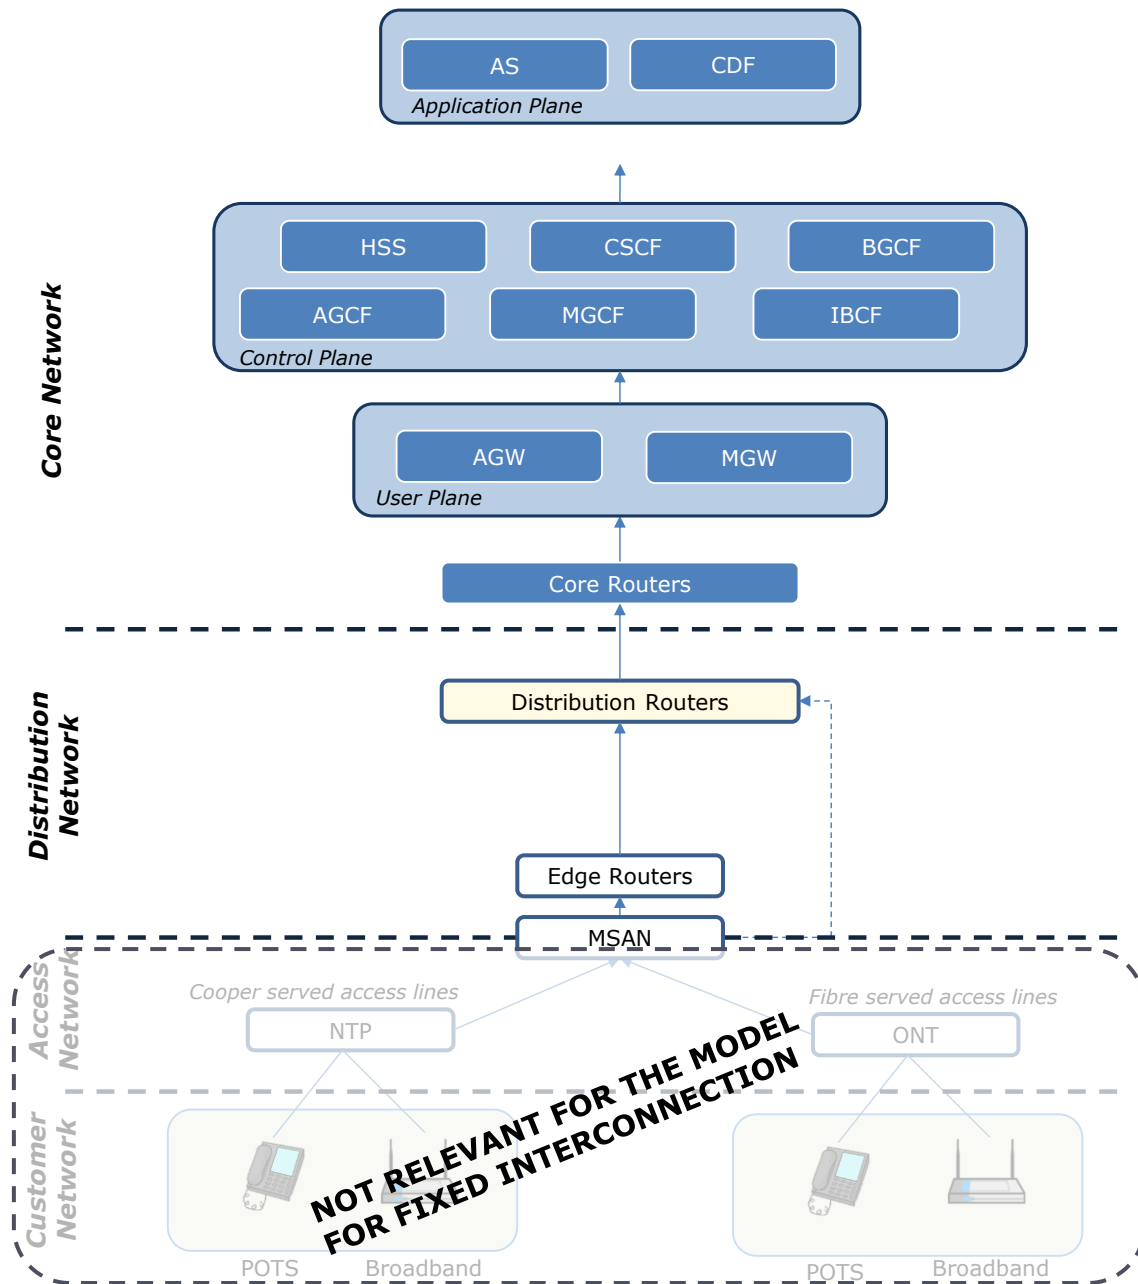 AS
CDF
Application Plane
HSS
CSCF
BGCF
AGCF
MGCF
IBCF
Control Plane
Core Network
AGW
MGW
User Plane
Core Routers
Distribution
Network
Distribution Routers
Edge Routers
MSAN
Access
Network
Cooper served access lines
Fibre served access lines
NTP
ONT
NOT RELEVANT FOR THE MODEL
FOR FIXED INTERCONNECTION
Customer
Network
POTS
Broadband
POTS
Broadband